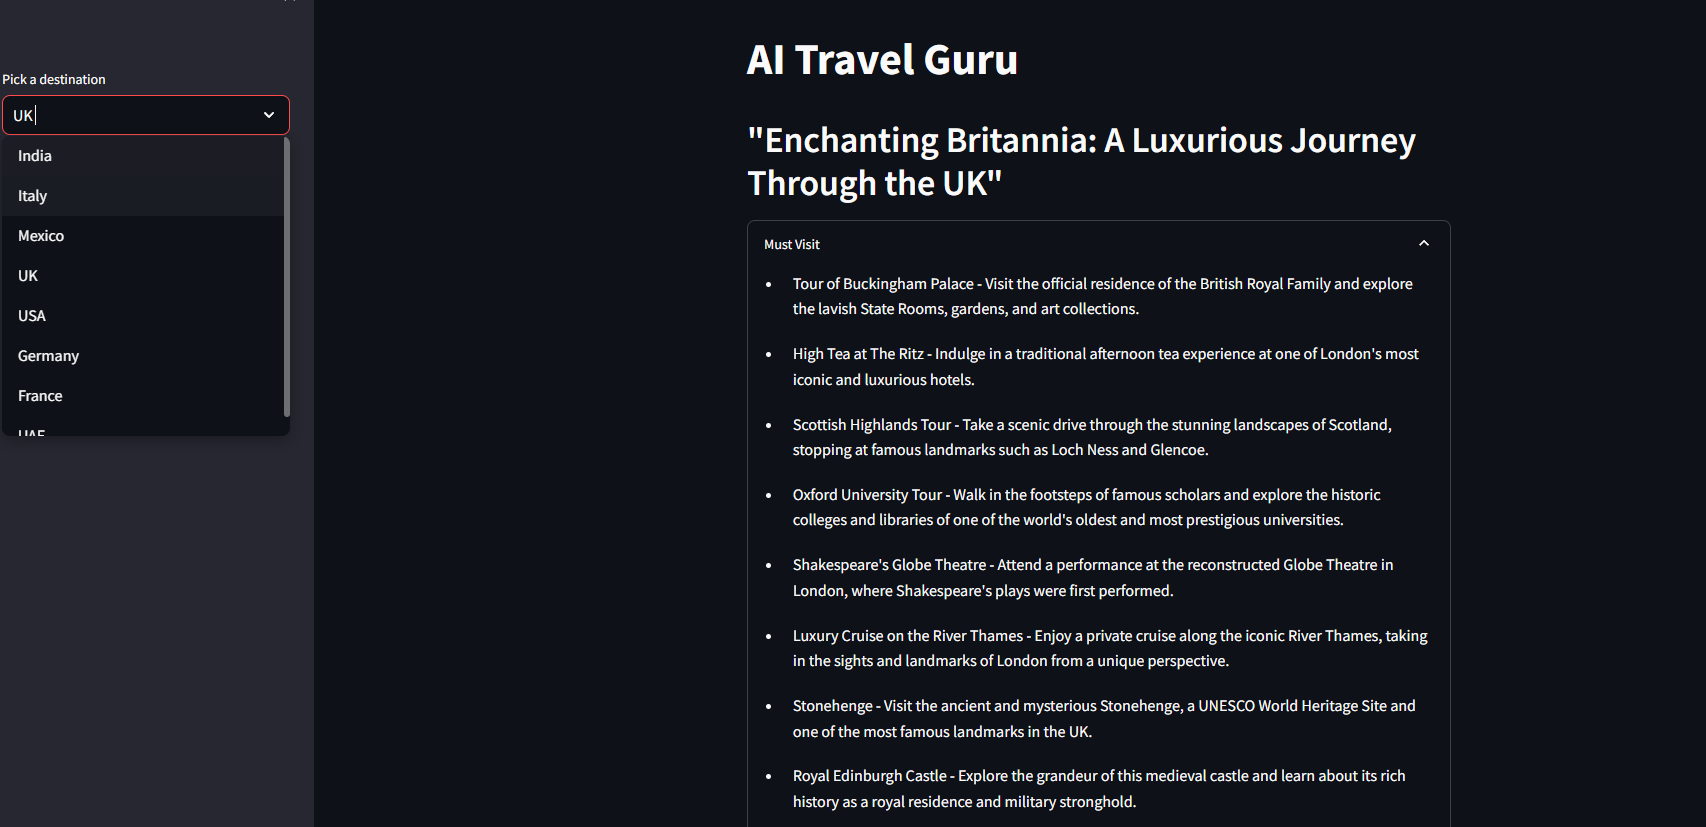 Pick a destination
UK
India
Italy
Mexico
UK
USA
Germany
France
UAE
AI Travel Guru
"Enchanting Britannia: A Luxurious Journey
Through the UK"
Must Visit
Tour of Buckingham Palace - Visit the official residence of the British Royal Family and explore
the lavish State Rooms, gardens, and art collections.
High Tea at The Ritz - Indulge in a traditional afternoon tea experience at one of London's most
iconic and luxurious hotels.
Scottish Highlands Tour - Take a scenic drive through the stunning landscapes of Scotland,
stopping at famous landmarks such as Loch Ness and Glencoe.
Oxford University Tour - Walk in the footsteps of famous scholars and explore the historic
colleges and libraries of one of the world's oldest and most prestigious universities.
Shakespeare's Globe Theatre - Attend a performance at the reconstructed Globe Theatre in
London, where Shakespeare's plays were first performed.
Luxury Cruise on the River Thames - Enjoy a private cruise along the iconic River Thames, taking
in the sights and landmarks of London from a unique perspective.
Stonehenge - Visit the ancient and mysterious Stonehenge, a UNESCO World Heritage Site and
one of the most famous landmarks in the UK.
Royal Edinburgh Castle - Explore the grandeur of this medieval castle and learn about its rich
history as a royal residence and military stronghold.